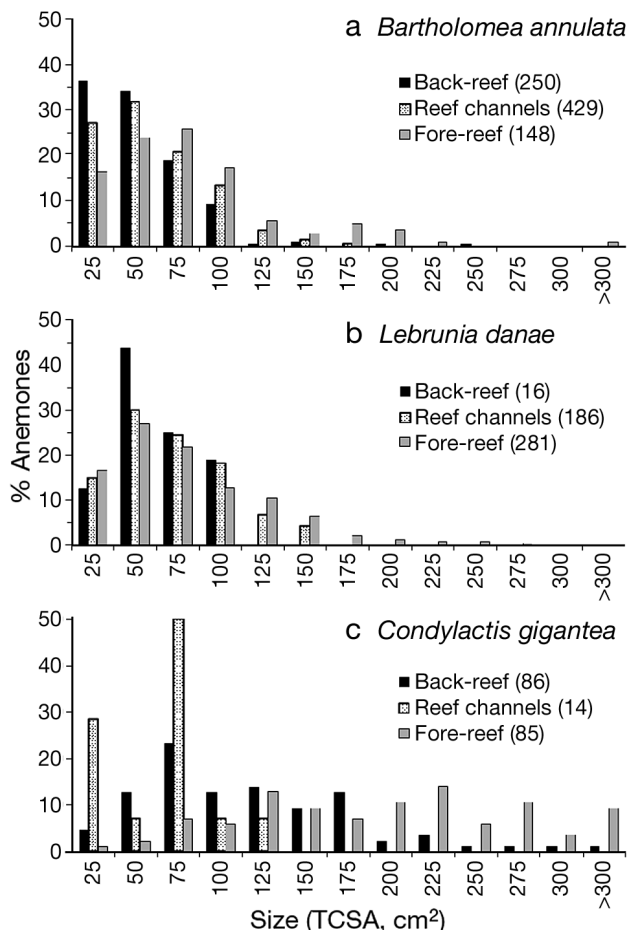 50
a Bartholomea annulata
40
Back-reef (250)
30
Reef channels (429)
Fore-reef (148)
20
10
0
25 50 75 100 125 150 175 200 225 250 275 300 >300
50
b Lebrunia danae
40
Back-reef (16)
Reef channels (186)
30
Fore-reef (281)
% Anemones
20
10
0
25 50 75 100 125 150 175 200 225 250 275 300 >300
50
c Condylactis gigantea
40
Back-reef (86)
Reef channels (14)
30
Fore-reef (85)
20
10
0
25 50 75 100 125 150 175 200 225 250 275 300 >300
Size (TCSA, cm²)